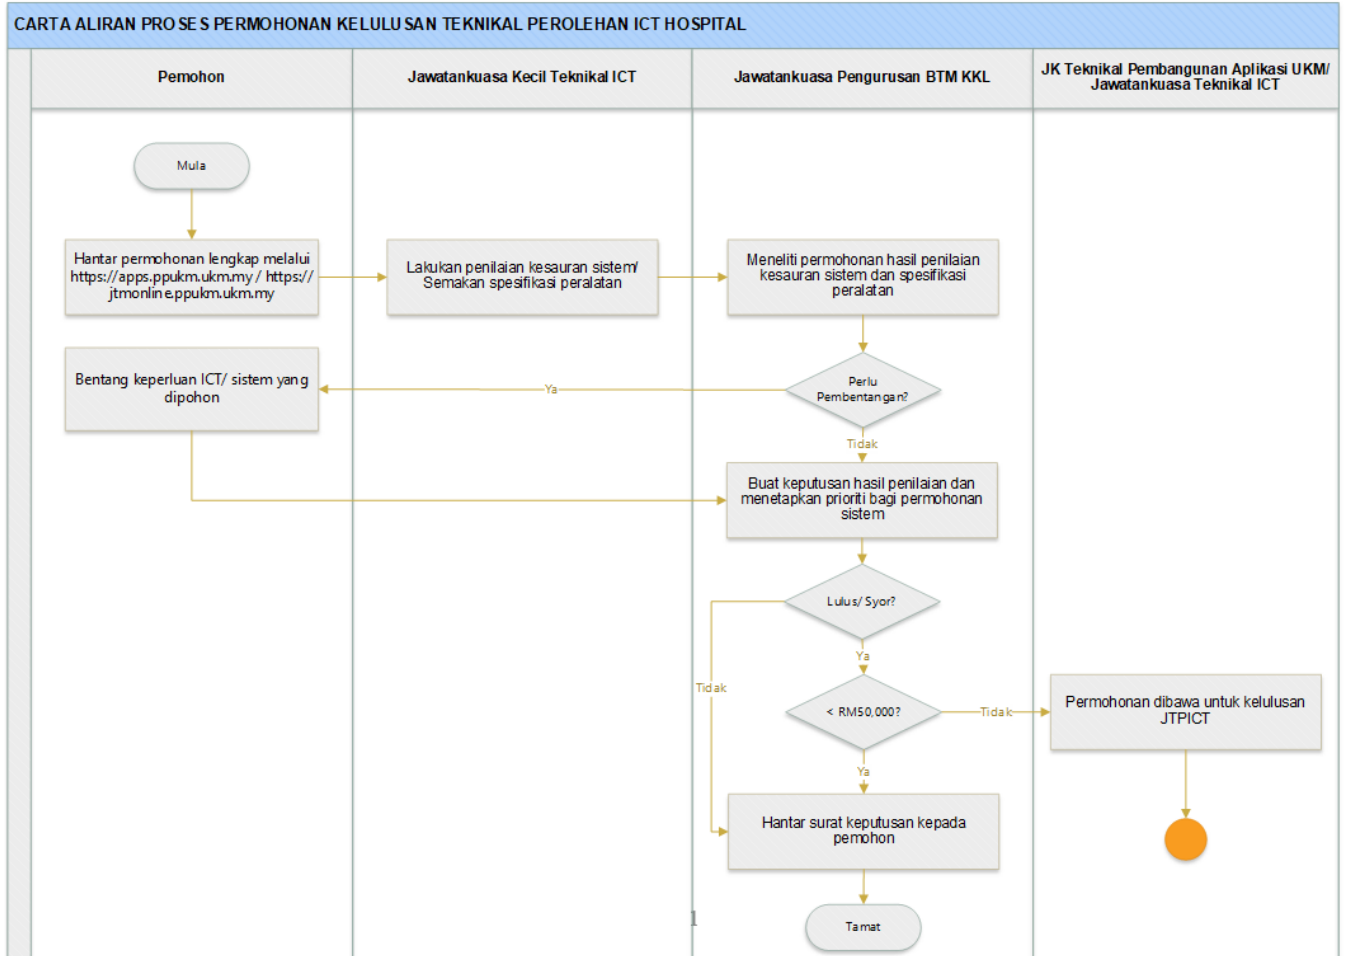 CARTA ALIRAN PROSES PERMOHONAN KELULUSAN TEKNIKAL PEROLEHAN ICT HOSPITAL
Pemohon
Jawatankuasa Kecil Teknikal ICT
Jawatankuasa Pengurusan BTM KKL
JK Teknikal Pembangunan Aplikasi UKM/
Jawatankuasa Teknikal ICT
Mula
Hantar permohonan lengkap melalui
https://apps.ppukm.ukm.my / https://
jtmonline.ppukm.ukm.my
Lakukan penilaian kesauran sistem/
Semakan spesifikasi peralatan
Meneliti permohonan hasil penilaian
kesauran sistem dan spesifikasi
peralatan
Bentang keperluan ICT/ sistem yang
dipohon
Ya
Perlu
Pembentangan?
Tidak
Buat keputusan hasil penilaian dan
menetapkan prioriti bagi permohonan
sistem
Lulus/ Syor?
Ya
Tidak
< RM50,000?
Tidak
Permohonan dibawa untuk kelulusan
JTPICT
Ya
Hantar surat keputusan kepada
pemohon
1
Tamat